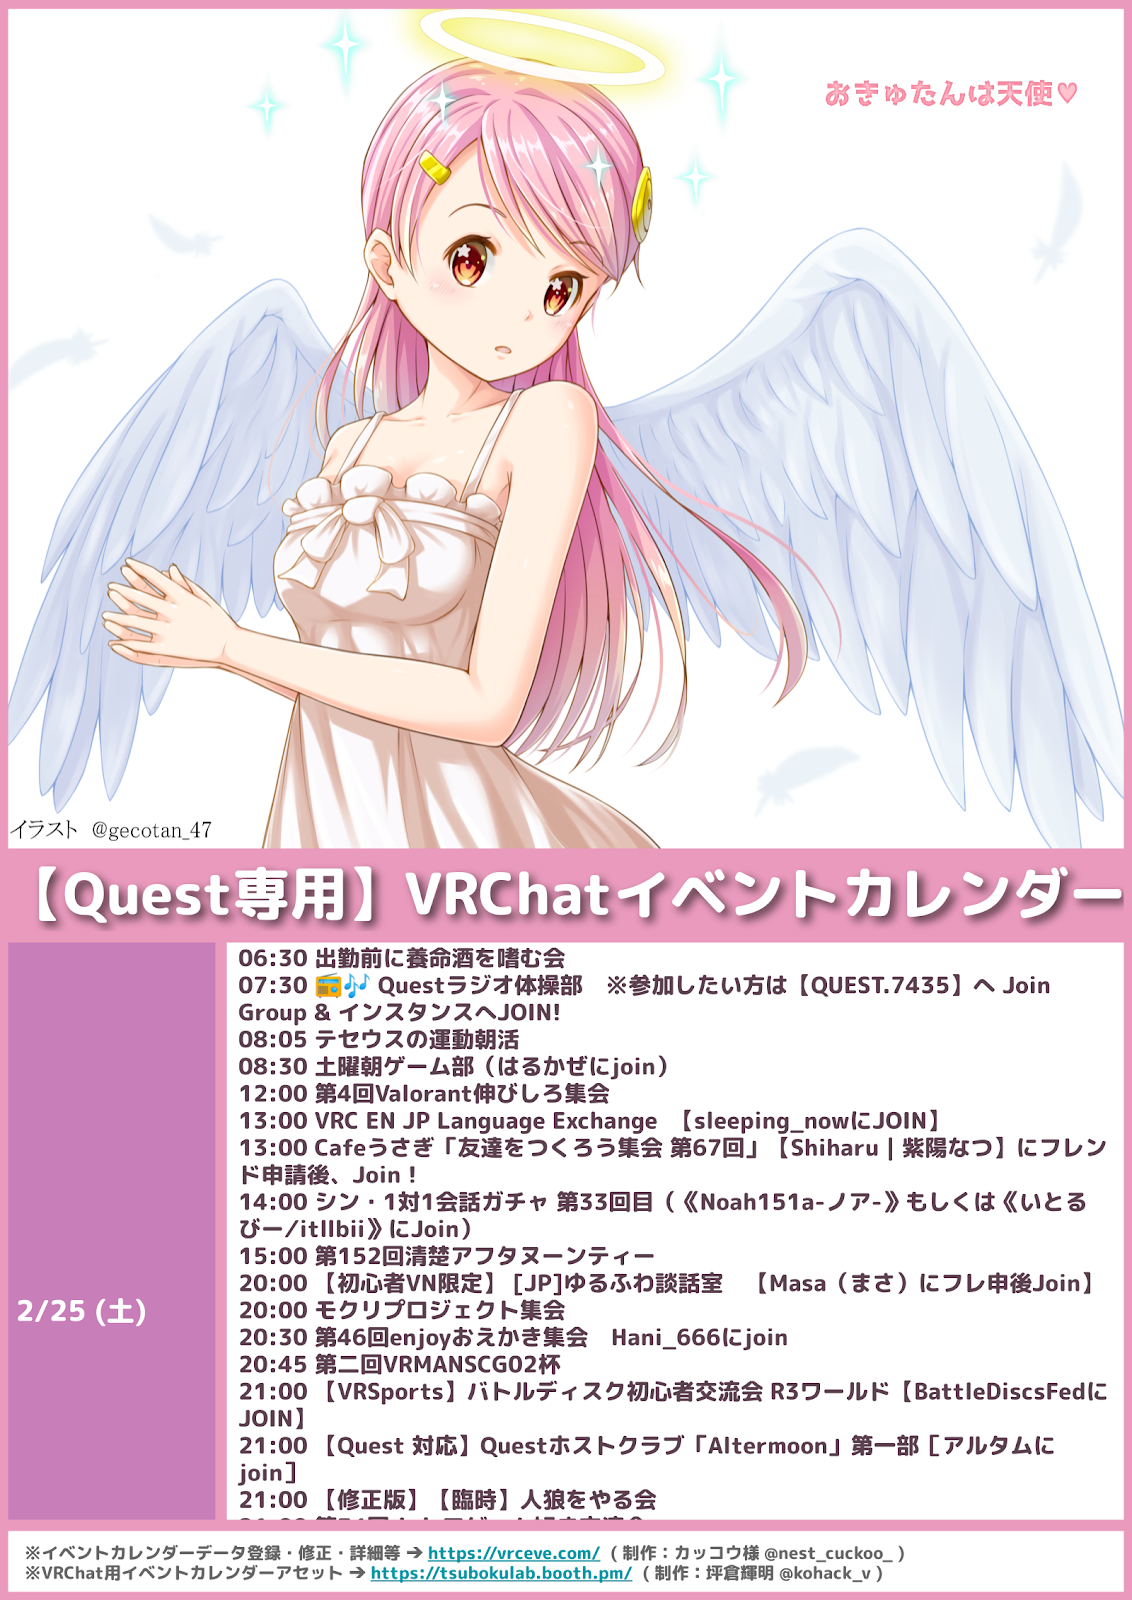 おきゅたんは天使♥
イラスト @gecotan_47
【Quest専用】VRChatイベントカレンダー
2/25 (土)
06:30 出勤前に養命酒を嗜む会
07:30 📻🎶 Questラジオ体操部　※参加したい方は【QUEST.7435】へ Join
Group & インスタンスへJOIN!
08:05 テセウスの運動朝活
08:30 土曜朝ゲーム部（はるかぜにjoin）
12:00 第4回Valorant伸びしろ集会
13:00 VRC EN JP Language Exchange 【sleeping_nowにJOIN】
13:00 Cafeうさぎ「友達をつくろう集会 第67回」【Shiharu | 紫陽なつ】にフレン
ド申請後、Join！
14:00 シン・1対1会話ガチャ 第33回目（《Noah151a-ノア-》もしくは《いとる
びー/itllbii》にJoin）
15:00 第152回清楚アフタヌーンティー
20:00 【初心者VN限定】 [JP]ゆるふわ談話室　【Masa（まさ）にフレ申後Join】
20:00 モクリプロジェクト集会
20:30 第46回enjoyおえかき集会　Hani_666にjoin
20:45 第二回VRMANSCG02杯
21:00 【VRSports】バトルディスク初心者交流会 R3ワールド【BattleDiscsFedに
JOIN】
21:00 【Quest 対応】Questホストクラブ「Altermoon」第一部［アルタムに
join］
21:00 【修正版】【臨時】人狼をやる会
※イベントカレンダーデータ登録・修正・詳細等 ➔ https://vrceve.com/ （ 制作：カッコウ様 @nest_cuckoo_ ）
※VRChat用イベントカレンダーアセット ➔ https://tsubokulab.booth.pm/ （ 制作：坪倉輝明 @kohack_v ）